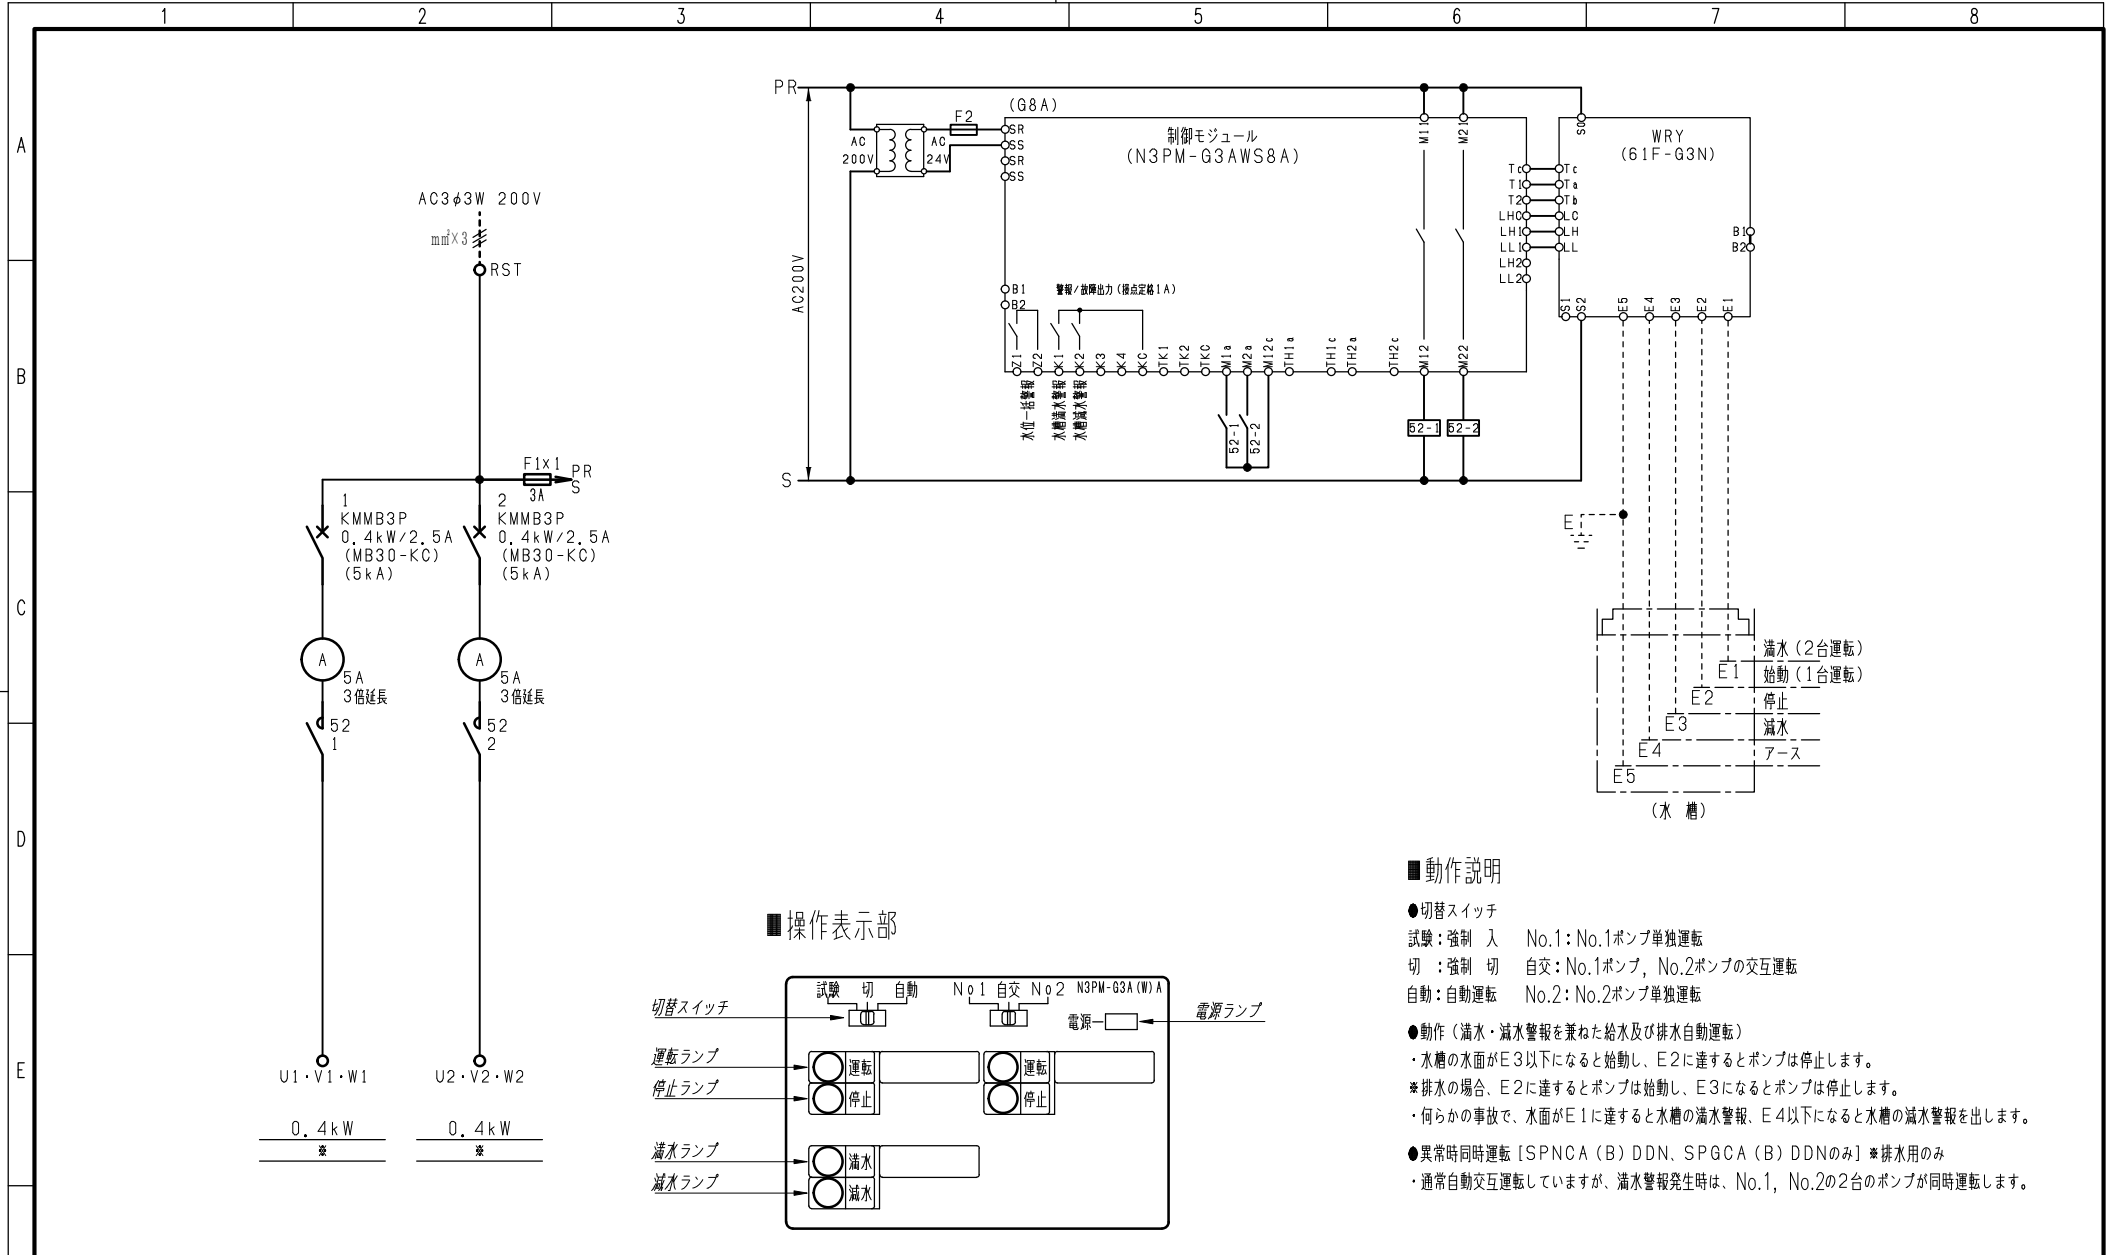 1 2 3 4 5 6 7 8
A
B
C
D
E
AC3φ3W 200V
mm²×3
RST
F1x1
3A
PR
S
1
KMMB3P
0.4kW/2.5A
(MB30-KC)
(5kA)
2
KMMB3P
0.4kW/2.5A
(MB30-KC)
(5kA)
A
5A
3倍延長
A
5A
3倍延長
52
1
52
2
U1・V1・W1
U2・V2・W2
0.4kW
※
0.4kW
※
PR
AC200V
S
AC
200V
AC
24V
F2
(G8A)
SR
SS
SR
SS
制御モジュール
(N3PM-G3AWS8A)
M11
M21
Tc
T1
T2
LHC
LH1
LL1
LH2
LL2
B1
B2
警報/故障出力(接点定格1A)
Z1
Z2
K1
K2
K3
K4
KC
TK1
TK2
TKC
M1a
M2a
M12c
TH1a
TH1c
TH2a
TH2c
M12
M22
水位一括警報
水槽満水警報
水槽減水警報
52-1
52-2
52-1
52-2
S0
WRY
(61F-G3N)
Tc
Ta
Tb
LC
LH
LL
B1
B2
S1
S2
E5
E4
E3
E2
E1
E
満水(2台運転)
E1
始動(1台運転)
E2
停止
E3
減水
E4
アース
E5
(水 槽)
■操作表示部
試験 切 自動
No1 自交 No2
N3PM-G3A(W)A
電源
切替スイッチ
電源ランプ
運転ランプ
運転
運転
停止ランプ
停止
停止
満水ランプ
満水
減水ランプ
減水
■動作説明
●切替スイッチ
試験:強制 入 No.1:No.1ポンプ単独運転
切 :強制 切 自交:No.1ポンプ, No.2ポンプの交互運転
自動:自動運転 No.2:No.2ポンプ単独運転
●動作(満水・減水警報を兼ねた給水及び排水自動運転)
・水槽の水面がE3以下になると始動し、E2に達するとポンプは停止します。
※排水の場合、E2に達するとポンプは始動し、E3になるとポンプは停止します。
・何らかの事故で、水面がE1に達すると水槽の満水警報、E4以下になると水槽の減水警報を出します。
●異常時同時運転[SPNCA(B)DDN、SPGCA(B)DDNのみ]※排水用のみ
・通常自動交互運転していますが、満水警報発生時は、No.1, No.2の2台のポンプが同時運転します。